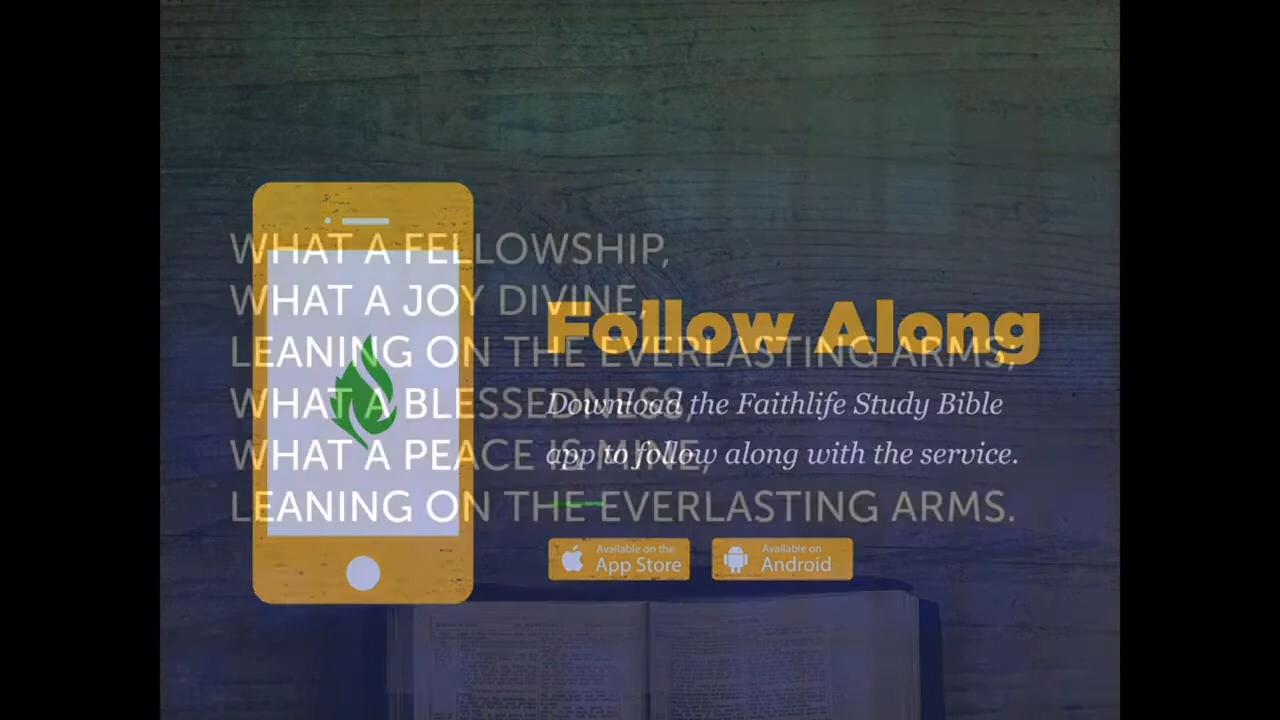 WHAT A FELLOWSHIP,
WHAT A JOY DIVINE,
LEANING ON THE EVERLASTING ARMS;
WHAT A BLESSEDNESS,
WHAT A PEACE IS MINE,
LEANING ON THE EVERLASTING ARMS.
Follow Along
Download the Faithlife Study Bible
app to follow along with the service.
Available on the
App Store
Available on
Android